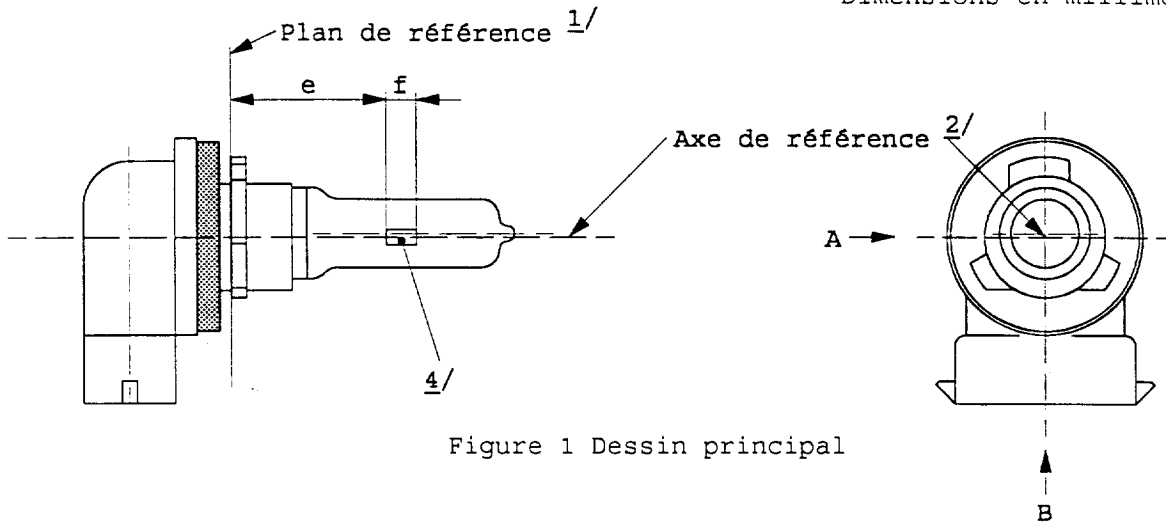 Plan de référence 1/
e f
Axe de référence 2/
A
4/
Figure 1 Dessin principal
B